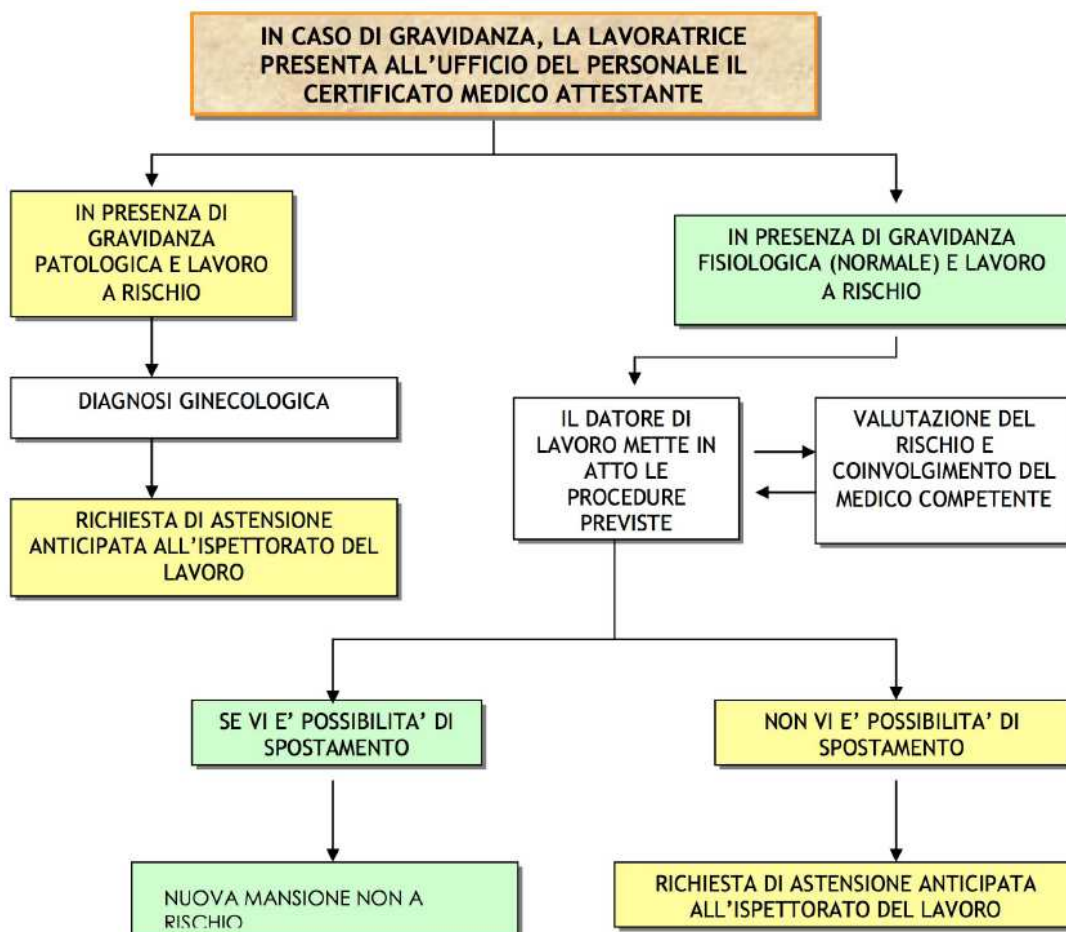 IN CASO DI GRAVIDANZA, LA LAVORATRICE
PRESENTA ALL'UFFICIO DEL PERSONALE IL
CERTIFICATO MEDICO ATTESTANTE
IN PRESENZA DI
GRAVIDANZA
PATOLOGICA E LAVORO
A RISCHIO
IN PRESENZA DI GRAVIDANZA
FISIOLOGICA (NORMALE) E LAVORO
A RISCHIO
DIAGNOSI GINECOLOGICA
IL DATORE DI
LAVORO METTE IN
ATTO LE
PROCEDURE
PREVISTE
VALUTAZIONE DEL
RISCHIO E
COINVOLGIMENTO DEL
MEDICO COMPETENTE
RICHIESTA DI ASTENSIONE
ANTICIPATA ALL'ISPETTORATO DEL
LAVORO
SE VI E' POSSIBILITA' DI
SPOSTAMENTO
NON VI E' POSSIBILITA' DI
SPOSTAMENTO
NUOVA MANSIONE NON A
RISCHIO
RICHIESTA DI ASTENSIONE ANTICIPATA
ALL'ISPETTORATO DEL LAVORO